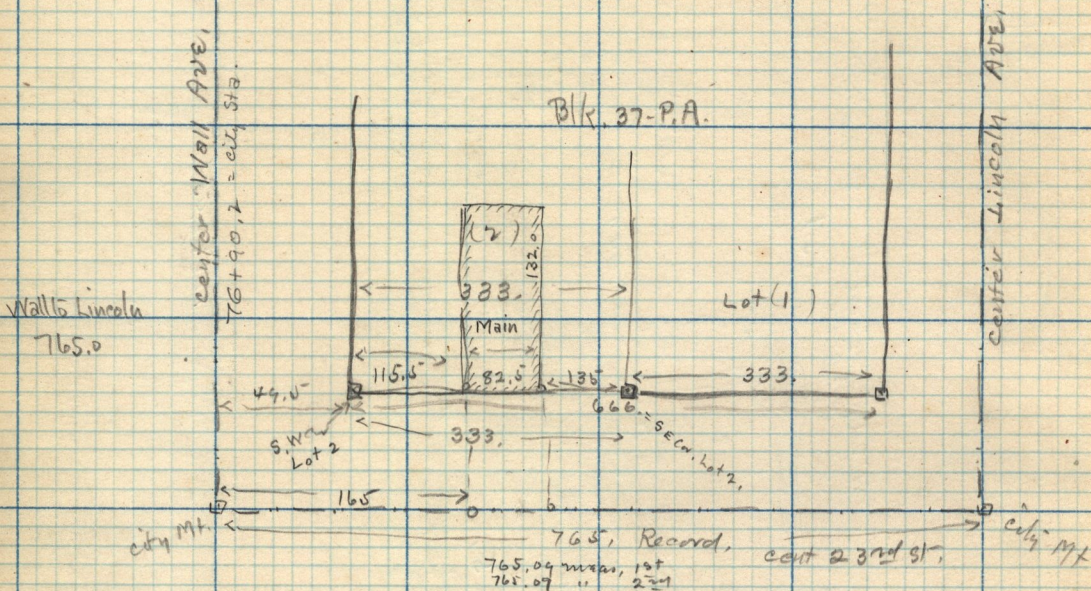 center Wall Ave.
76+90.2 = city Sta.
Blk. 37-P.A.
center Lincoln Ave.
(2)
132.0
333.
Lot (1)
Wall to Lincoln
765.0
Main
115.5
82.5
135
333.
49.5
666.
S.W. Cor
Lot 2
333.
S E Cor. Lot 2.
165
city Mt.
765. Record.
cent 23rd St.
city Mt
765.09 meas. 1st
765.09 " 2nd